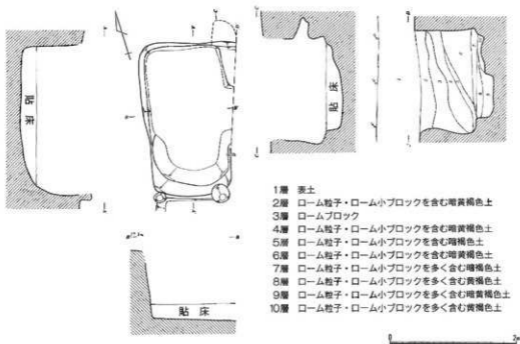 貼床
貼床
貼床
1層 表土
2層 ローム粒子・ローム小ブロックを含む暗黄褐色土
3層 ロームブロック
4層 ローム粒子・ローム小ブロックを含む暗黄褐色土
5層 ローム粒子・ローム小ブロックを含む暗褐色土
6層 ローム粒子・ローム小ブロックを含む暗黄褐色土
7層 ローム粒子・ローム小ブロックを多く含む暗褐色土
8層 ローム粒子・ローム小ブロックを多く含む黄褐色土
9層 ローム粒子・ローム小ブロックを多く含む暗黄褐色土
10層 ローム粒子・ローム小ブロックを多く含む黄褐色土
0 2m